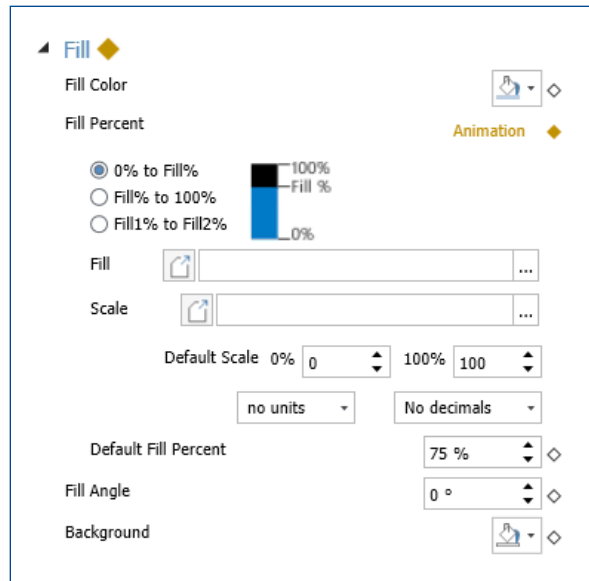 Fill
Fill Color
Fill Percent
Animation
0% to Fill%
Fill% to 100%
Fill1% to Fill2%
100%
Fill %
0%
Fill
...
Scale
...
Default Scale 0% 0 100% 100
no units No decimals
Default Fill Percent 75 %
Fill Angle 0 °
Background